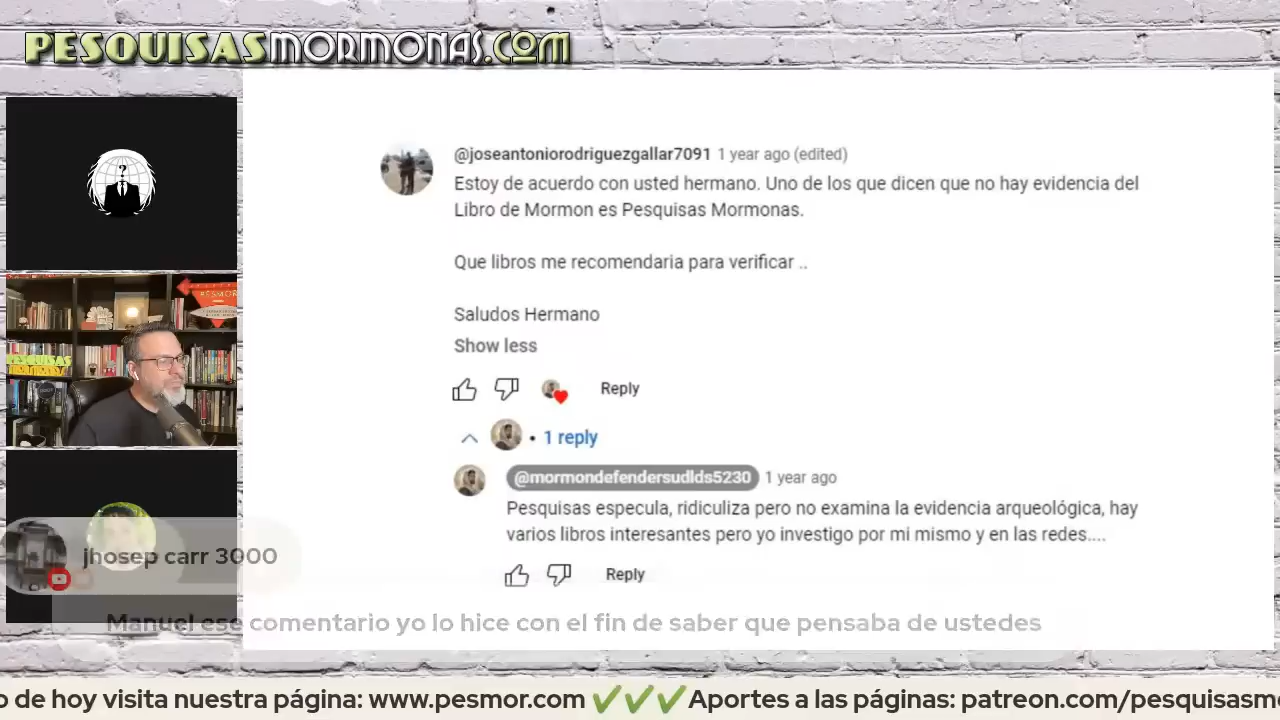 PESQUISASMORMONAS.COM
@joseantoniorodriguezgallar7091 1 year ago (edited)
Estoy de acuerdo con usted hermano. Uno de los que dicen que no hay evidencia del
Libro de Mormon es Pesquisas Mormonas.
Que libros me recomendaria para verificar ..
Saludos Hermano
Show less
Reply
• 1 reply
@mormondefendersudlds5230 1 year ago
Pesquisas especula, ridiculiza pero no examina la evidencia arqueológica, hay
varios libros interesantes pero yo investigo por mi mismo y en las redes....
Reply
PESMOR
PESQUISAS
jhosep carr 3000
Manuel ese comentario yo lo hice con el fin de saber que pensaba de ustedes
o de hoy visita nuestra página: www.pesmor.com ✔✔✔Aportes a las páginas: patreon.com/pesquisasmo